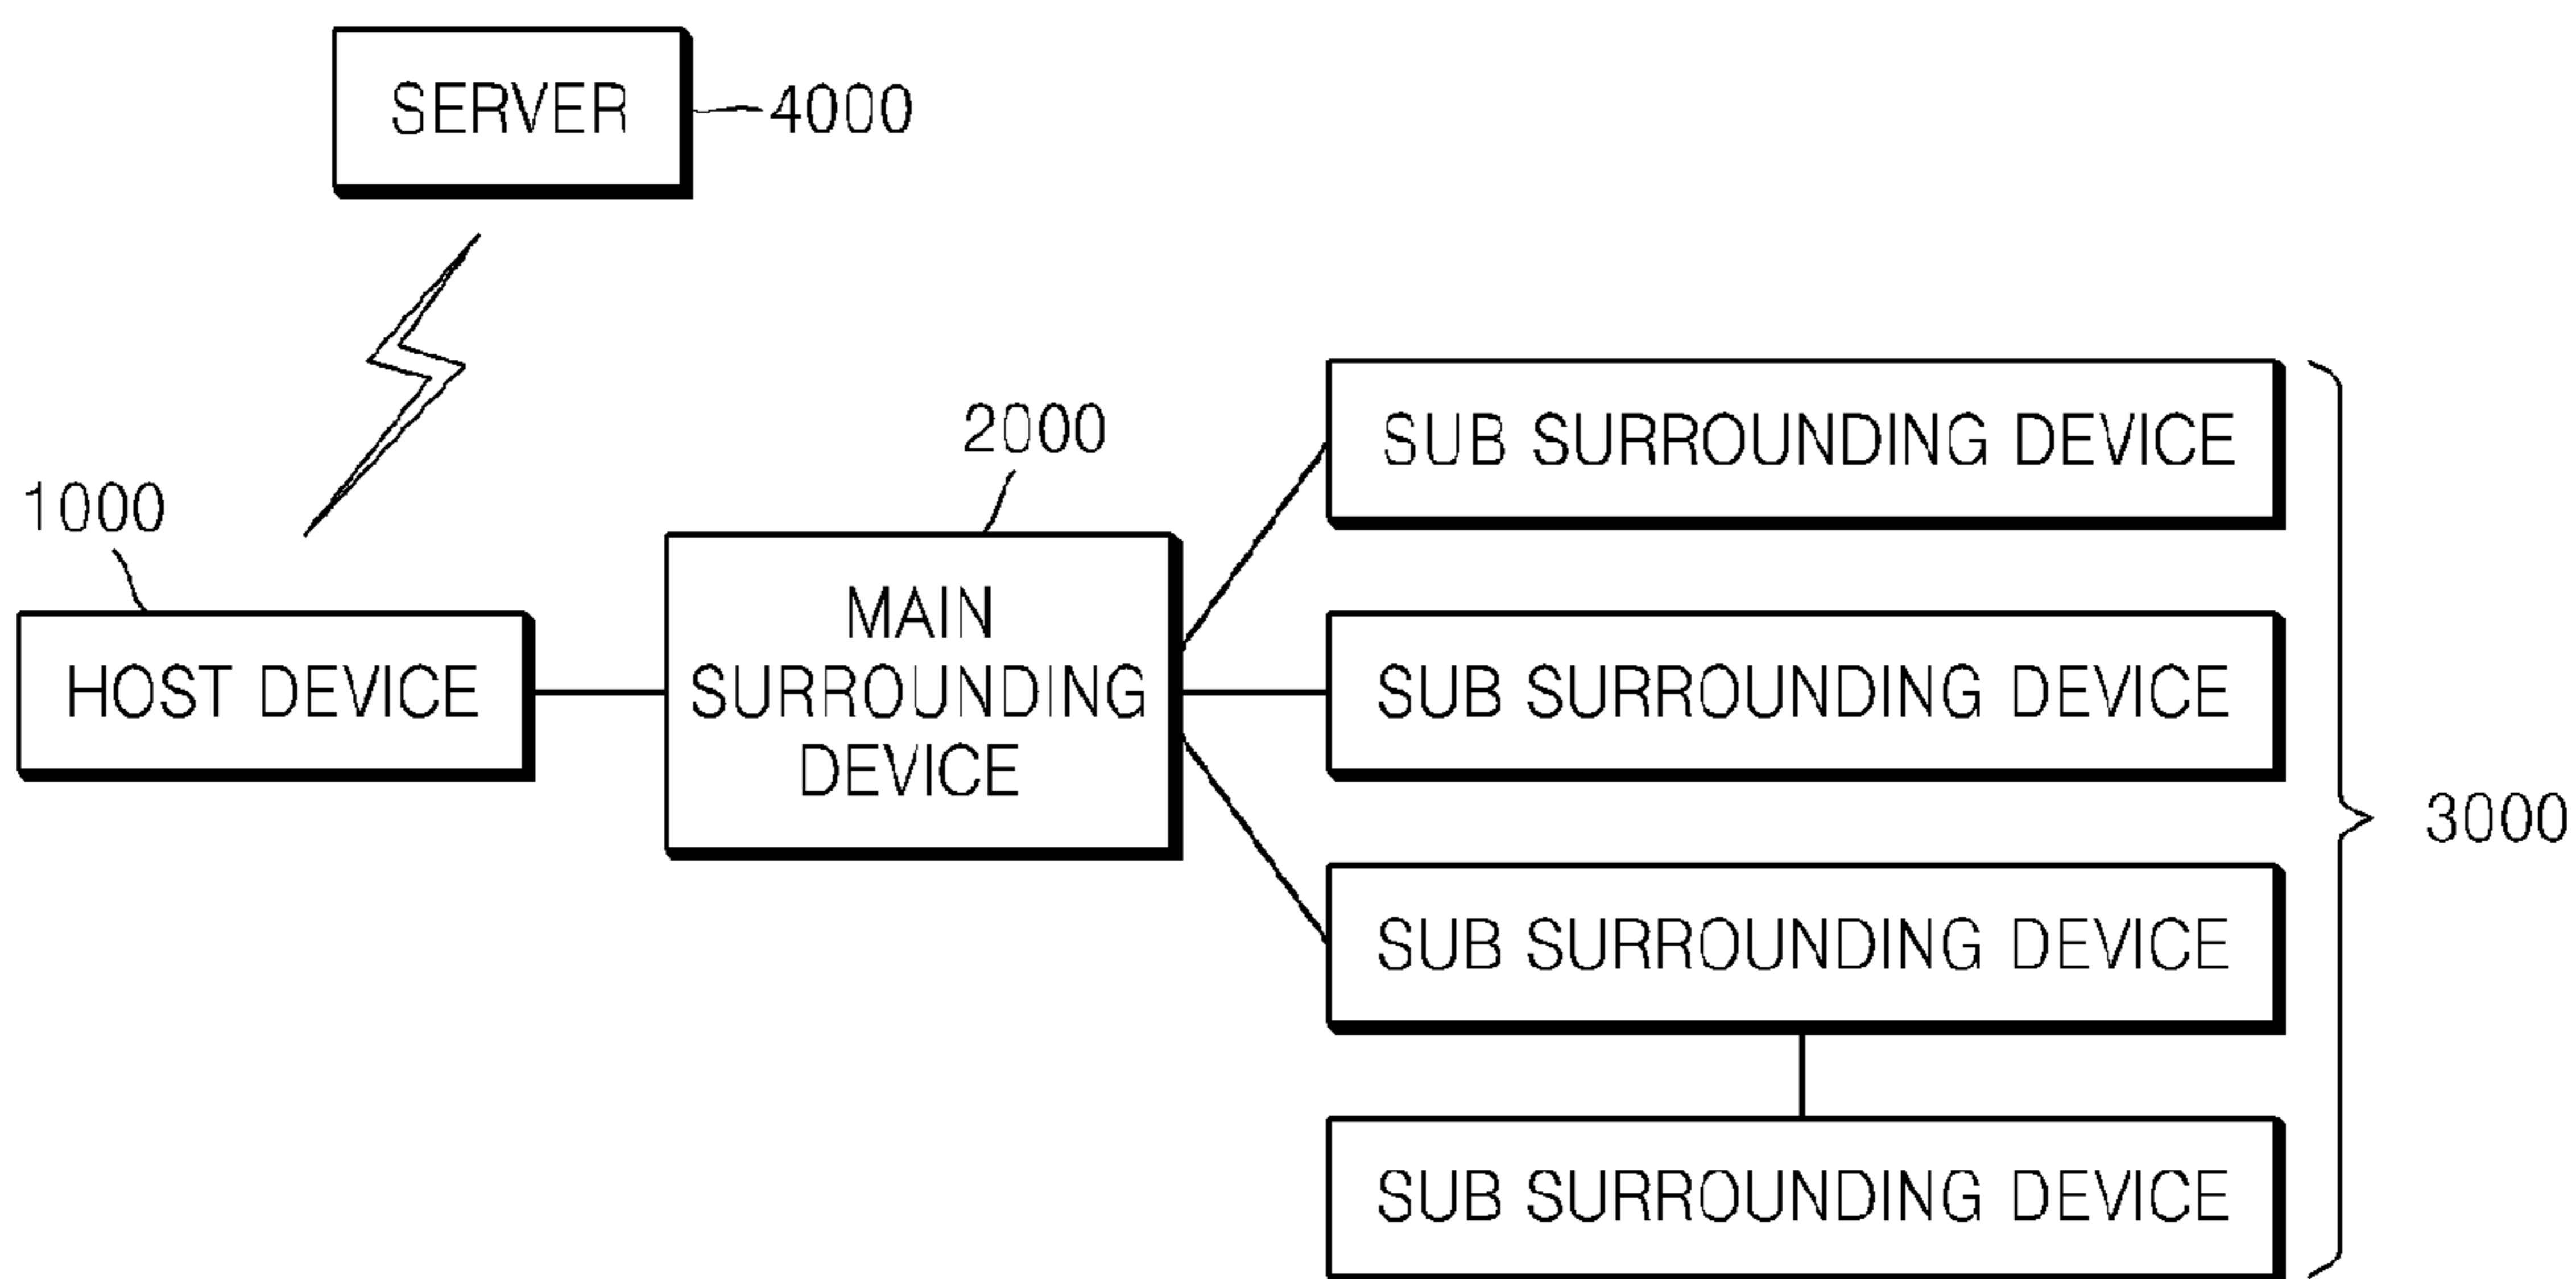 SERVER
4000
2000
1000
HOST DEVICE
MAIN
SURROUNDING
DEVICE
SUB SURROUNDING DEVICE
SUB SURROUNDING DEVICE
SUB SURROUNDING DEVICE
SUB SURROUNDING DEVICE
3000